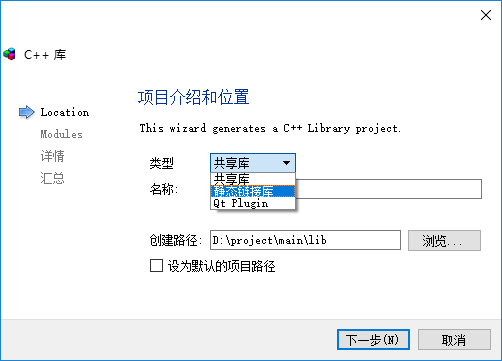 C++ 库
Location
Modules
详情
汇总
项目介绍和位置
This wizard generates a C++ Library project.
类型
共享库
共享库
静态链接库
Qt Plugin
名称:
创建路径:
D:\project\main\lib
浏览...
设为默认的项目路径
下一步(N)
取消